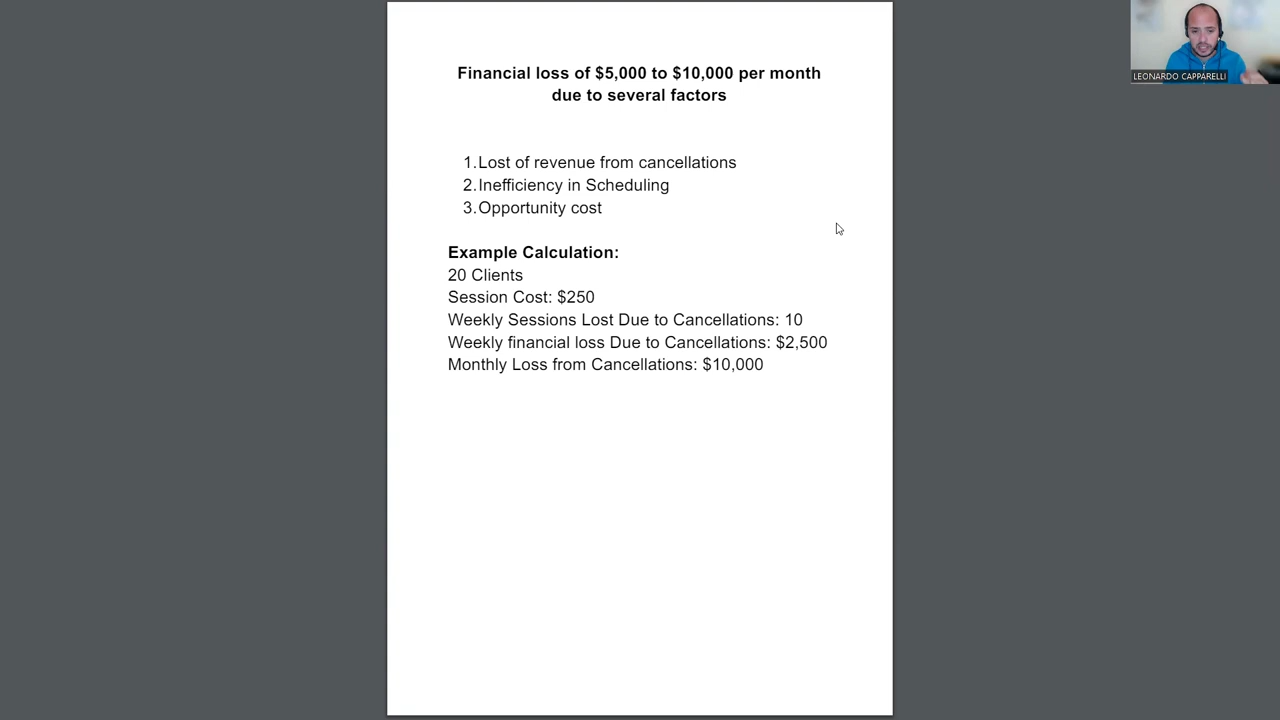 Financial loss of $5,000 to $10,000 per month
due to several factors
1. Lost of revenue from cancellations
2. Inefficiency in Scheduling
3. Opportunity cost
Example Calculation:
20 Clients
Session Cost: $250
Weekly Sessions Lost Due to Cancellations: 10
Weekly financial loss Due to Cancellations: $2,500
Monthly Loss from Cancellations: $10,000
LEONARDO CAPPARELLI